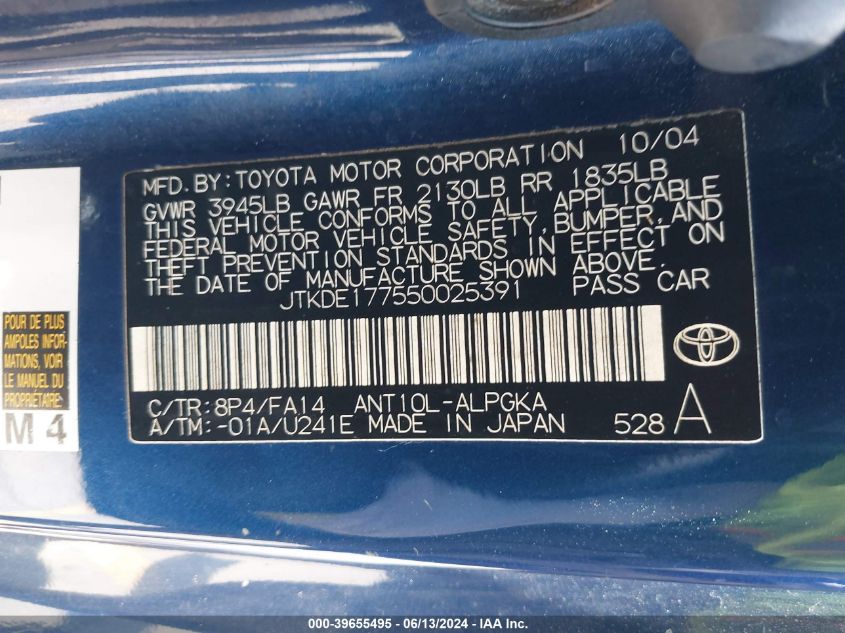 MFD. BY: TOYOTA MOTOR CORPORATION 10/04
GVWR 3945LB GAWR FR 2130LB RR 1835LB
THIS VEHICLE CONFORMS TO ALL APPLICABLE
FEDERAL MOTOR VEHICLE SAFETY, BUMPER, AND
THEFT PREVENTION STANDARDS IN EFFECT ON
THE DATE OF MANUFACTURE SHOWN ABOVE.
JTKDE177550025391 PASS CAR
C/TR: 8P4/FA14 ANT10L-ALPGKA
A/TM: -01A/U241E MADE IN JAPAN 528 A
POUR DE PLUS
AMPLES INFOR-
MATIONS, VOIR
LE MANUEL DU
PROPRIÉTAIRE
M 4
000-39655495 - 06/13/2024 - IAA, Inc.